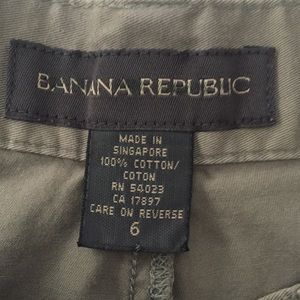 BANANA REPUBLIC
MADE IN
SINGAPORE
100% COTTON/
COTON
RN 54023
CA 17897
CARE ON REVERSE
6